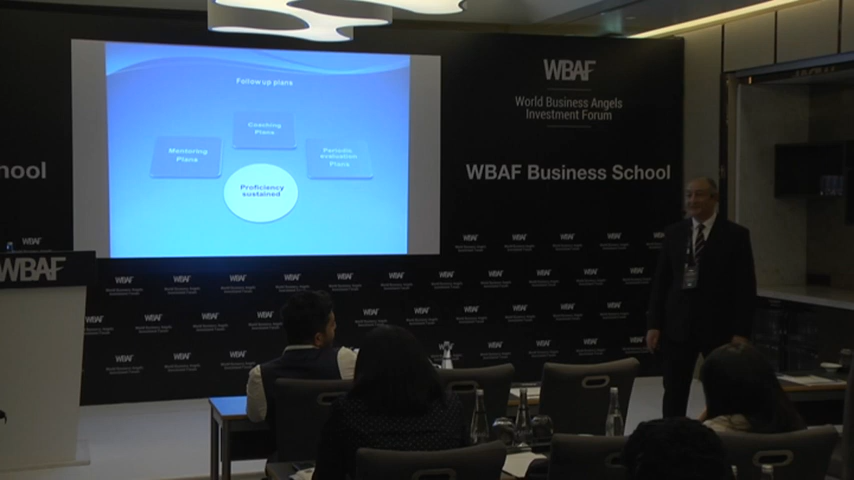 Follow up plans
Coaching
Plans
Mentoring
Plans
Periodic
evaluation
Plans
Proficiency
sustained
WBAF
World Business Angels
Investment Forum
WBAF Business School
ool
WBAF